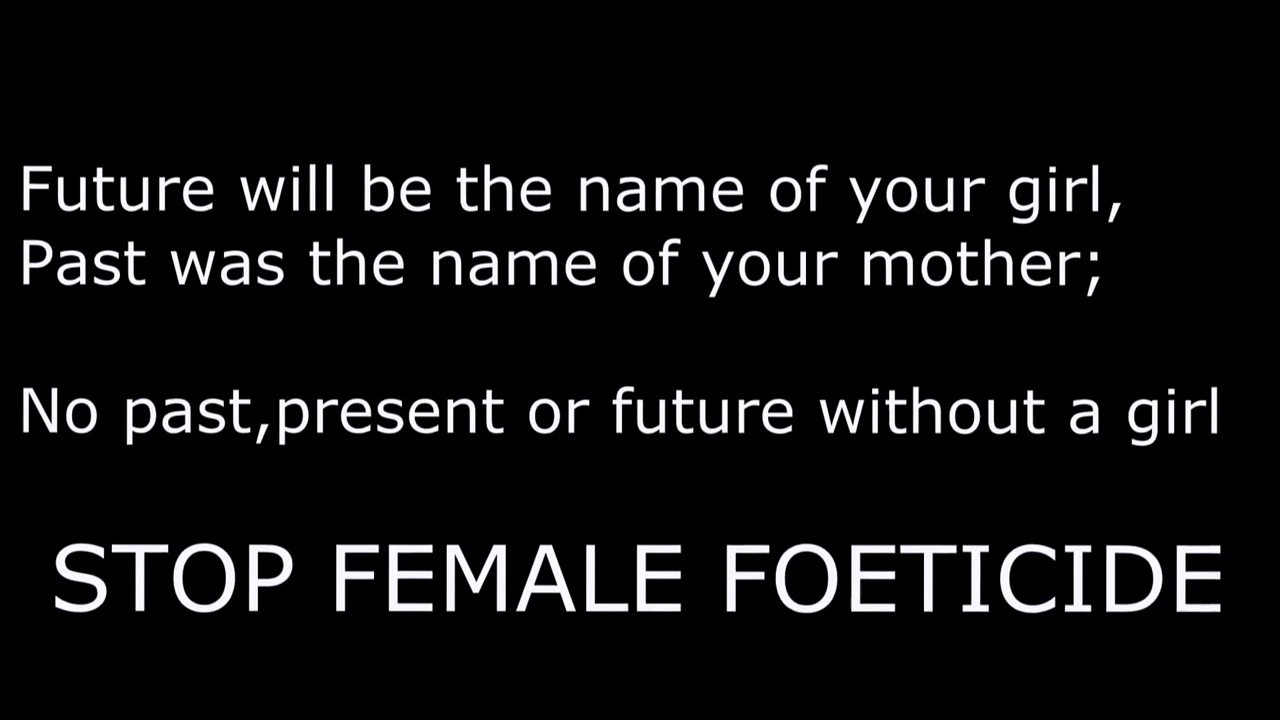 Future will be the name of your girl,
Past was the name of your mother;
No past,present or future without a girl
STOP FEMALE FOETICIDE